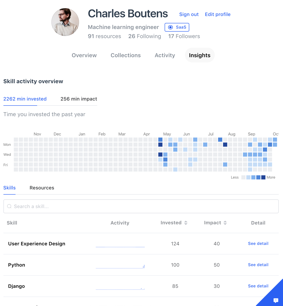 Charles Boutens Sign out Edit profile
Machine learning engineer SaaS
91 resources 26 Following 17 Followers
Overview Collections Activity Insights
Skill activity overview
2262 min invested 256 min impact
Time you invested the past year
Nov Dec Jan Feb Mar Apr May Jun Jul Aug Sep Oc
Mon
Wed
Fri
Less More
Skills Resources
Search a skill...
Skill Activity Invested Impact Detail
User Experience Design 124 40 See detail
Python 100 50 See detail
Django 85 30 See detail